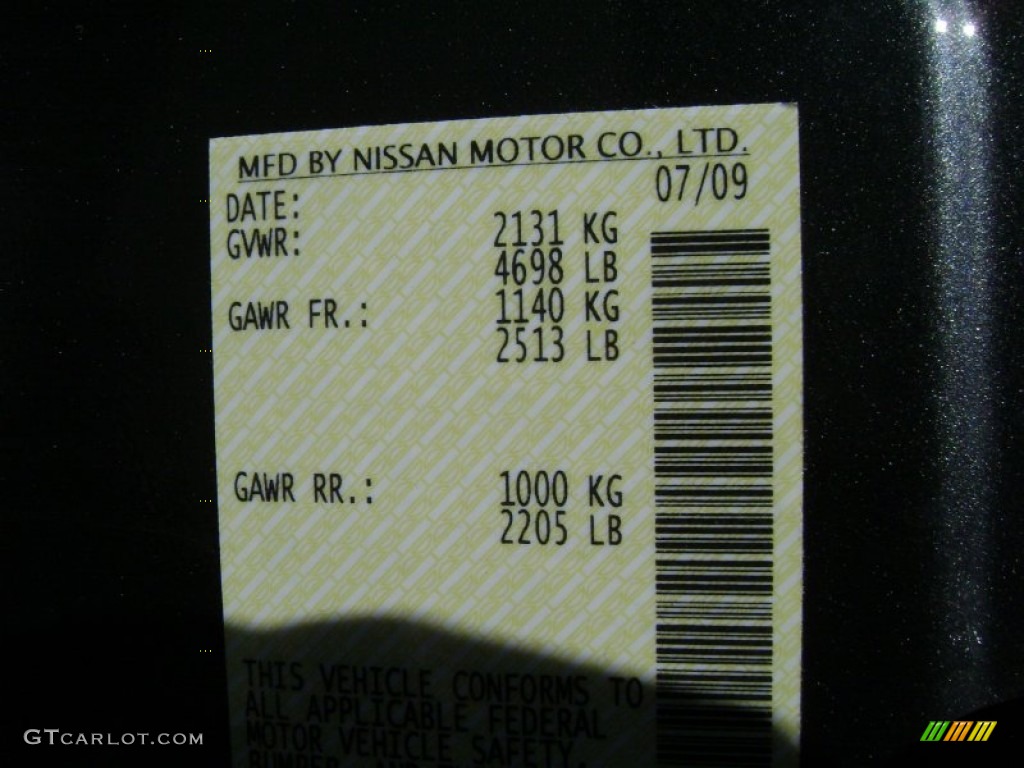 MFD BY NISSAN MOTOR CO., LTD.
DATE: 07/09
GVWR: 2131 KG
4698 LB
GAWR FR.: 1140 KG
2513 LB
GAWR RR.: 1000 KG
2205 LB
THIS VEHICLE CONFORMS TO
ALL APPLICABLE FEDERAL
MOTOR VEHICLE SAFETY,
GTCARLOT.COM